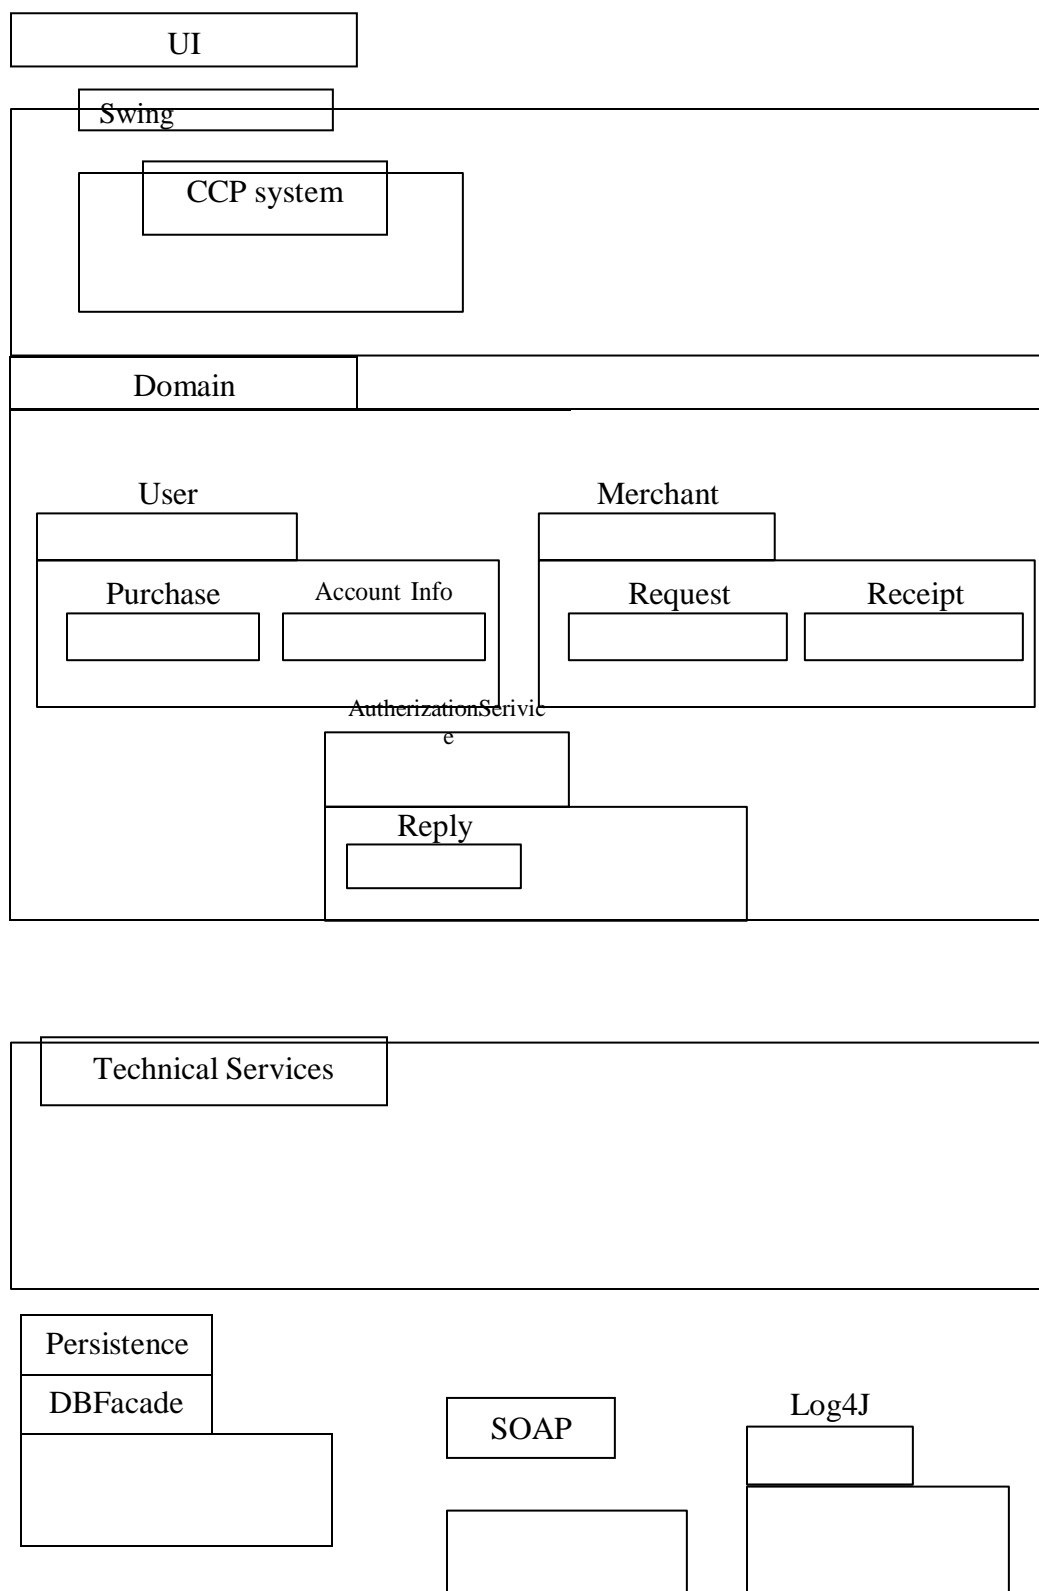 UI
Swing
CCP system
Domain
User
Merchant
Purchase
Account Info
Request
Receipt
AutherizationSerivic
e
Reply
Technical Services
Persistence
DBFacade
SOAP
Log4J